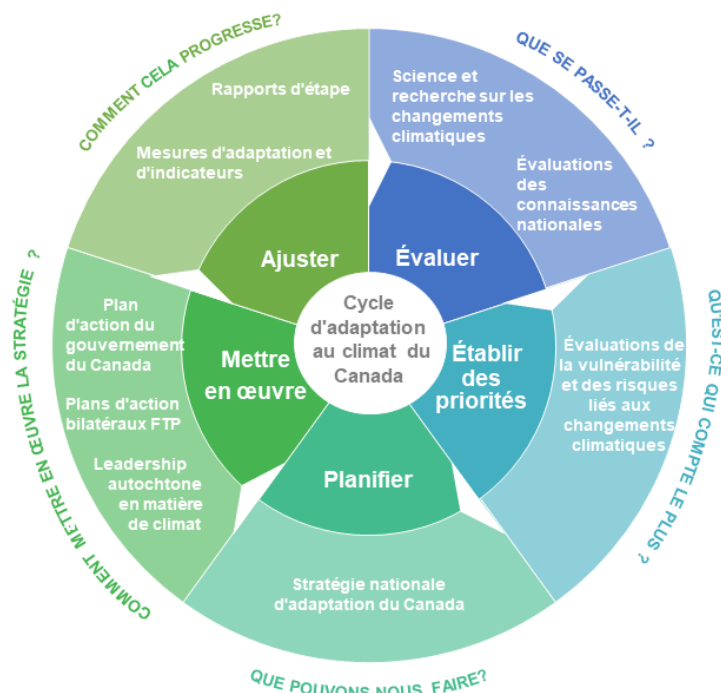 COMMENT CELA PROGRESSE?
Rapports d'étape
Mesures d'adaptation et
d'indicateurs
Ajuster
QUE SE PASSE-T-IL ?
Science et
recherche sur les
changements
climatiques
Évaluations
des
connaissances
nationales
Évaluer
QU'EST-CE QUI COMPTE LE PLUS ?
Évaluations de
la vulnérabilité
et des risques
liés aux
changements
climatiques
Établir
des
priorités
QUE POUVONS NOUS FAIRE?
Stratégie nationale
d'adaptation du Canada
Planifier
COMMENT METTRE EN ŒUVRE LA STRATÉGIE ?
Plan
d'action du
gouvernement
du Canada
Plans d'action
bilatéraux FTP
Leadership
autochtone
en matière
de climat
Mettre
en œuvre
Cycle
d'adaptation
au climat du
Canada